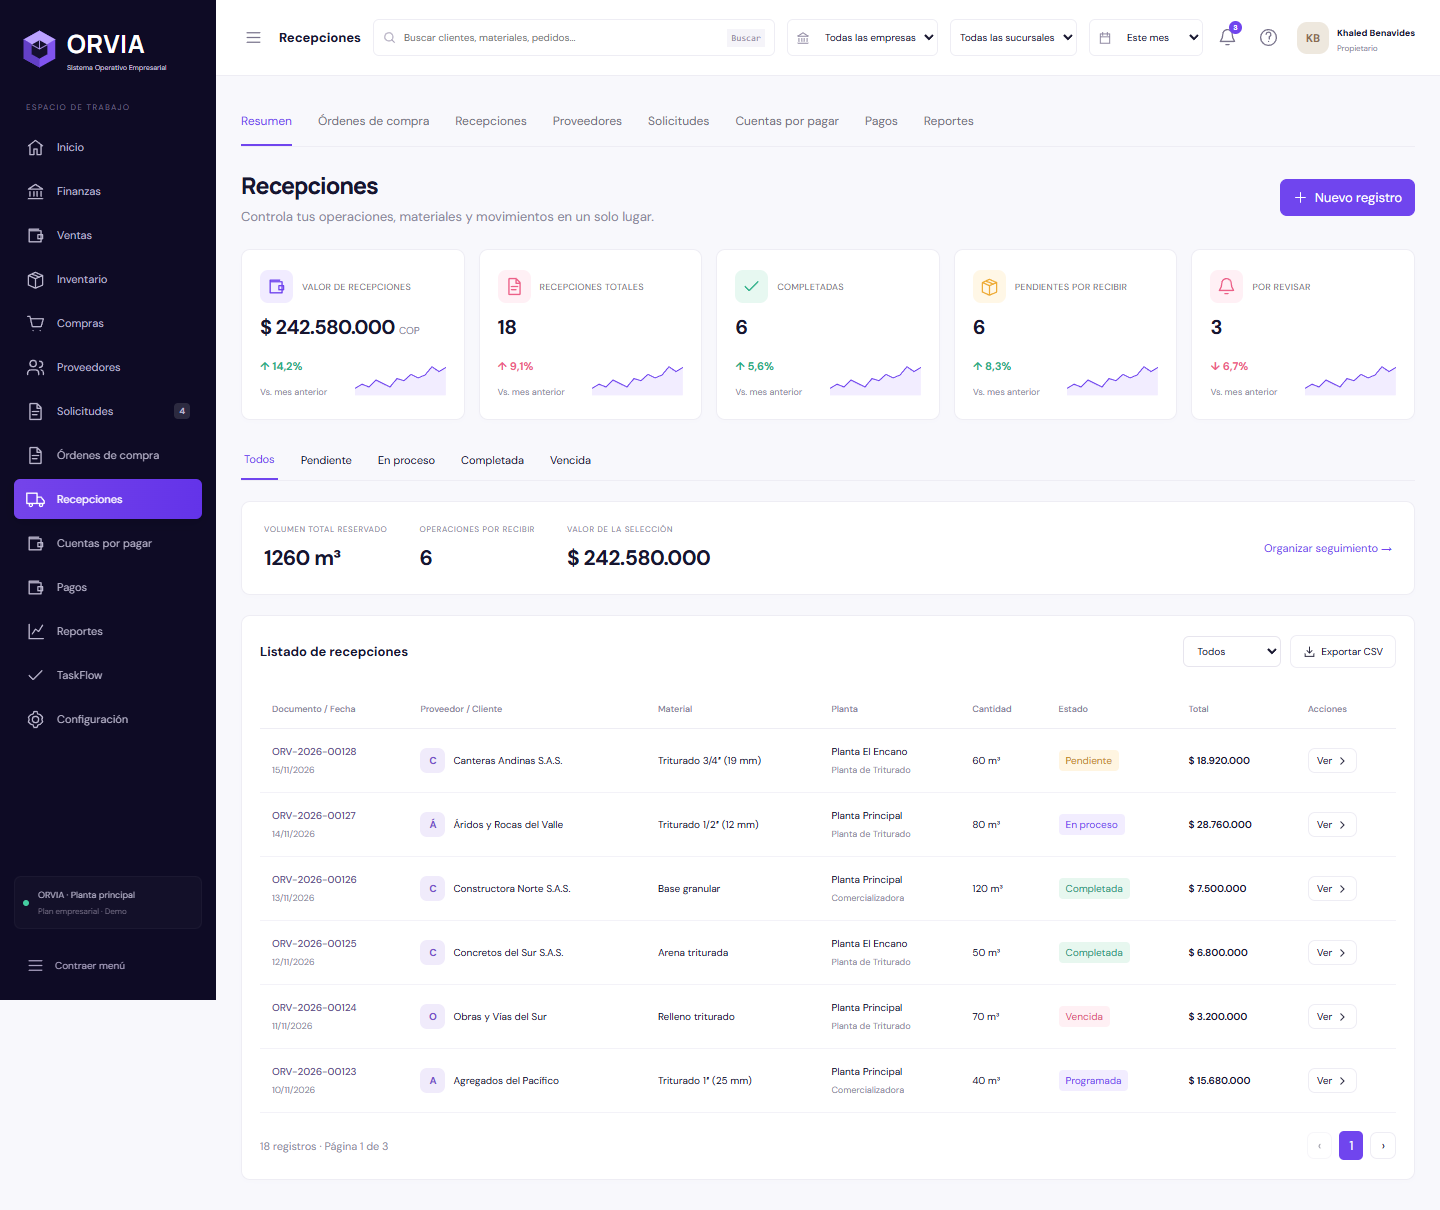 ORVIA
Sistema Operativo Empresarial
ESPACIO DE TRABAJO
Inicio
Finanzas
Ventas
Inventario
Compras
Proveedores
Solicitudes 4
Órdenes de compra
Recepciones
Cuentas por pagar
Pagos
Reportes
TaskFlow
Configuración
ORVIA · Planta principal
Plan empresarial · Demo
Contraer menú
Recepciones
Buscar clientes, materiales, pedidos... Buscar
Todas las empresas
Todas las sucursales
Este mes
3
KB
Khaled Benavides
Propietario
Resumen Órdenes de compra Recepciones Proveedores Solicitudes Cuentas por pagar Pagos Reportes
Recepciones
Controla tus operaciones, materiales y movimientos en un solo lugar.
+ Nuevo registro
VALOR DE RECEPCIONES
$ 242.580.000 COP
↑ 14,2%
Vs. mes anterior
RECEPCIONES TOTALES
18
↑ 9,1%
Vs. mes anterior
COMPLETADAS
6
↑ 5,6%
Vs. mes anterior
PENDIENTES POR RECIBIR
6
↑ 8,3%
Vs. mes anterior
POR REVISAR
3
↓ 6,7%
Vs. mes anterior
Todos Pendiente En proceso Completada Vencida
VOLUMEN TOTAL RESERVADO
1260 m³
OPERACIONES POR RECIBIR
6
VALOR DE LA SELECCIÓN
$ 242.580.000
Organizar seguimiento →
Listado de recepciones
Todos
Exportar CSV
Documento / Fecha Proveedor / Cliente Material Planta Cantidad Estado Total Acciones
ORV-2026-00128 C Canteras Andinas S.A.S. Triturado 3/4" (19 mm) Planta El Encano 60 m³ Pendiente $ 18.920.000 Ver >
15/11/2026 Planta de Triturado
ORV-2026-00127 Á Áridos y Rocas del Valle Triturado 1/2" (12 mm) Planta Principal 80 m³ En proceso $ 28.760.000 Ver >
14/11/2026 Planta de Triturado
ORV-2026-00126 C Constructora Norte S.A.S. Base granular Planta Principal 120 m³ Completada $ 7.500.000 Ver >
13/11/2026 Comercializadora
ORV-2026-00125 C Concretos del Sur S.A.S. Arena triturada Planta El Encano 50 m³ Completada $ 6.800.000 Ver >
12/11/2026 Planta de Triturado
ORV-2026-00124 O Obras y Vías del Sur Relleno triturado Planta Principal 70 m³ Vencida $ 3.200.000 Ver >
11/11/2026 Planta de Triturado
ORV-2026-00123 A Agregados del Pacífico Triturado 1" (25 mm) Planta Principal 40 m³ Programada $ 15.680.000 Ver >
10/11/2026 Comercializadora
18 registros · Página 1 de 3
‹ 1 ›